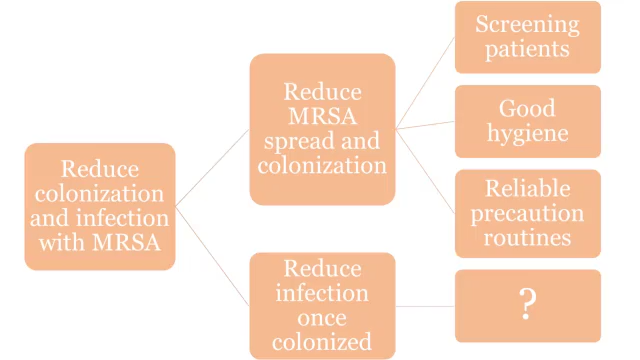 Reduce
colonization
and infection
with MRSA
Reduce
MRSA
spread and
colonization
Screening
patients
Good
hygiene
Reliable
precaution
routines
Reduce
infection
once
colonized
?